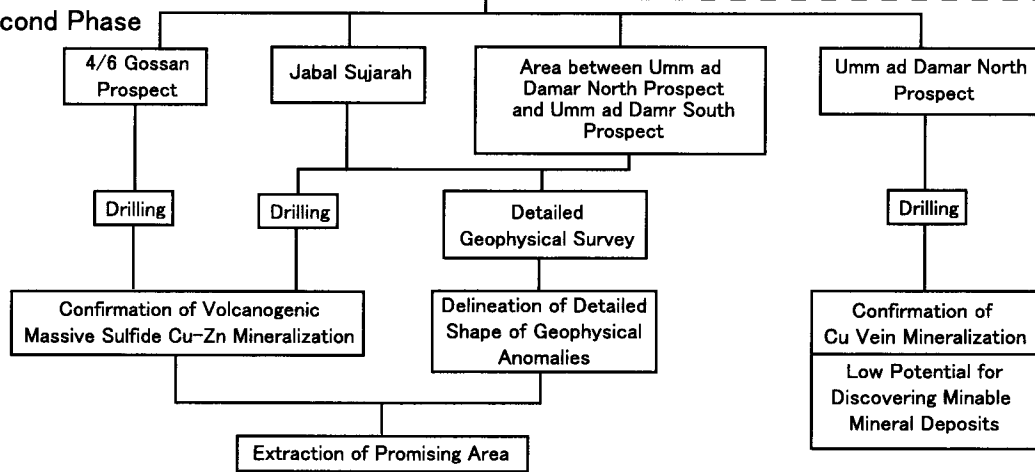 cond Phase
4/6 Gossan
Prospect
Jabal Sujarah
Area between Umm ad
Damar North Prospect
and Umm ad Damr South
Prospect
Umm ad Damar North
Prospect
Drilling
Drilling
Detailed
Geophysical Survey
Drilling
Confirmation of Volcanogenic
Massive Sulfide Cu-Zn Mineralization
Delineation of Detailed
Shape of Geophysical
Anomalies
Confirmation of
Cu Vein Mineralization
Low Potential for
Discovering Minable
Mineral Deposits
Extraction of Promising Area